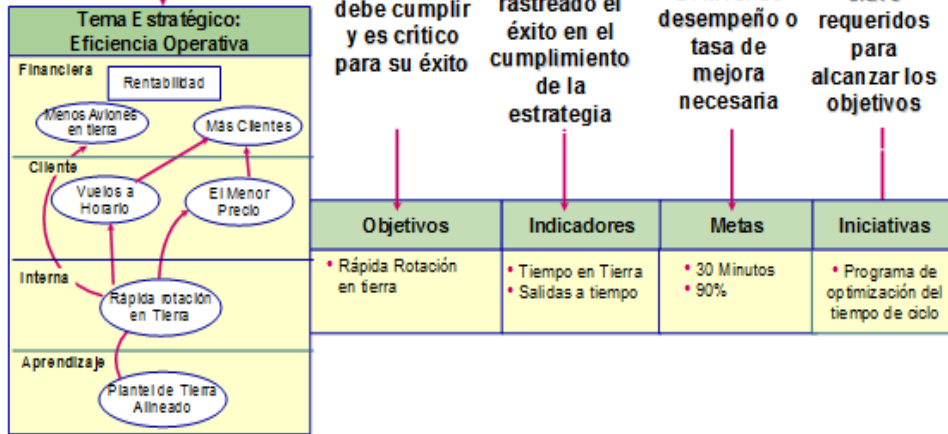 Tema Estratégico:
Eficiencia Operativa
Financiera
Rentabilidad
Menos Aviones
en tierra
Más Clientes
Cliente
Vuelos a
Horario
El Menor
Precio
Interna
Rápida rotación
en Tierra
Aprendizaje
Plantel de Tierra
Alineado
debe cumplir
y es crítico
para su éxito
rastreado el
éxito en el
cumplimiento
de la
estrategia
desempeño o
tasa de
mejora
necesaria
requeridos
para
alcanzar los
objetivos
Objetivos
Indicadores
Metas
Iniciativas
• Rápida Rotación
en tierra
• Tiempo en Tierra
• Salidas a tiempo
• 30 Minutos
• 90%
• Programa de
optimización del
tiempo de ciclo